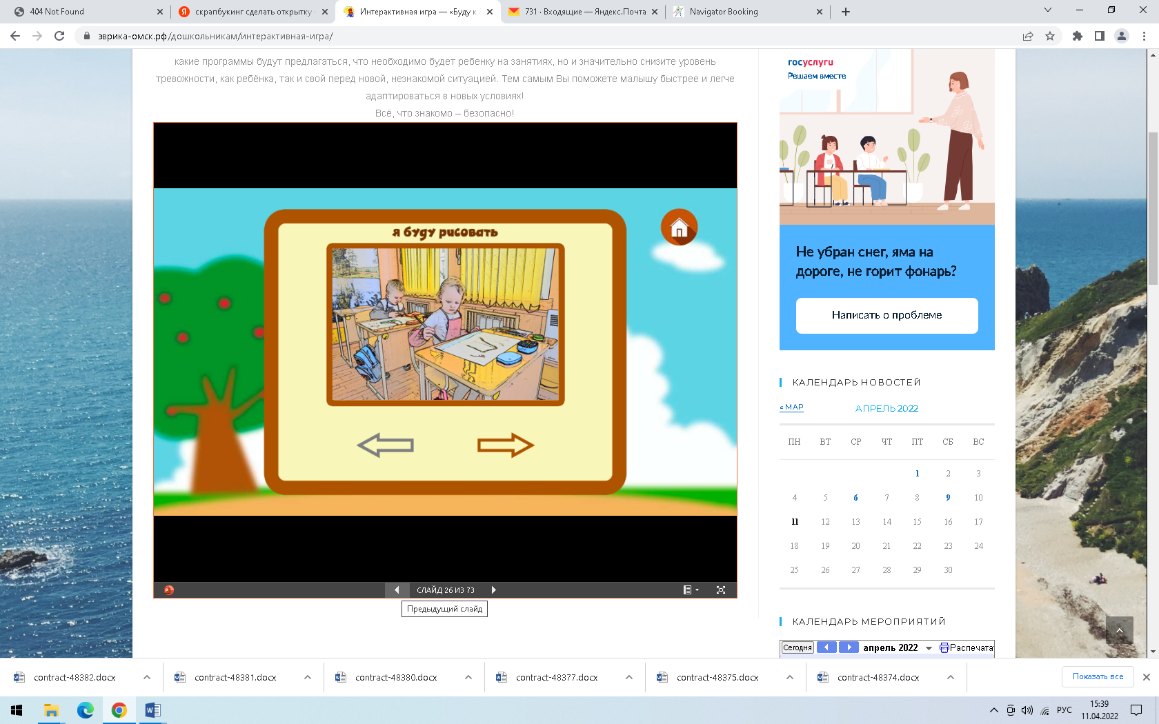 404 Not Found
скрапбукинг сделать открытку
Интерактивная игра — «Буду к
731 · Входящие — Яндекс.Почта
Navigator Booking
эврика-омск.рф/дошкольникам/интерактивная-игра/
какие программы будут предлагаться, что необходимо будет ребенку на занятиях, но и значительно снизите уровень
тревожности, как ребёнка, так и свой перед новой, незнакомой ситуацией. Тем самым Вы поможете малышу быстрее и легче
адаптироваться в новых условиях!
Всё, что знакомо – безопасно!
я буду рисовать
СЛАЙД 26 ИЗ 73
Предыдущий слайд
госуслуги
Решаем вместе
Не убран снег, яма на
дороге, не горит фонарь?
Написать о проблеме
КАЛЕНДАРЬ НОВОСТЕЙ
« МАР
АПРЕЛЬ 2022
ПН ВТ СР ЧТ ПТ СБ ВС
1 2 3
4 5 6 7 8 9 10
11 12 13 14 15 16 17
18 19 20 21 22 23 24
25 26 27 28 29 30
КАЛЕНДАРЬ МЕРОПРИЯТИЙ
Сегодня
апрель 2022
Распечата
contract-48382.docx
contract-48381.docx
contract-48380.docx
contract-48377.docx
contract-48375.docx
contract-48374.docx
Показать все
РУС
15:39
11.04.2022